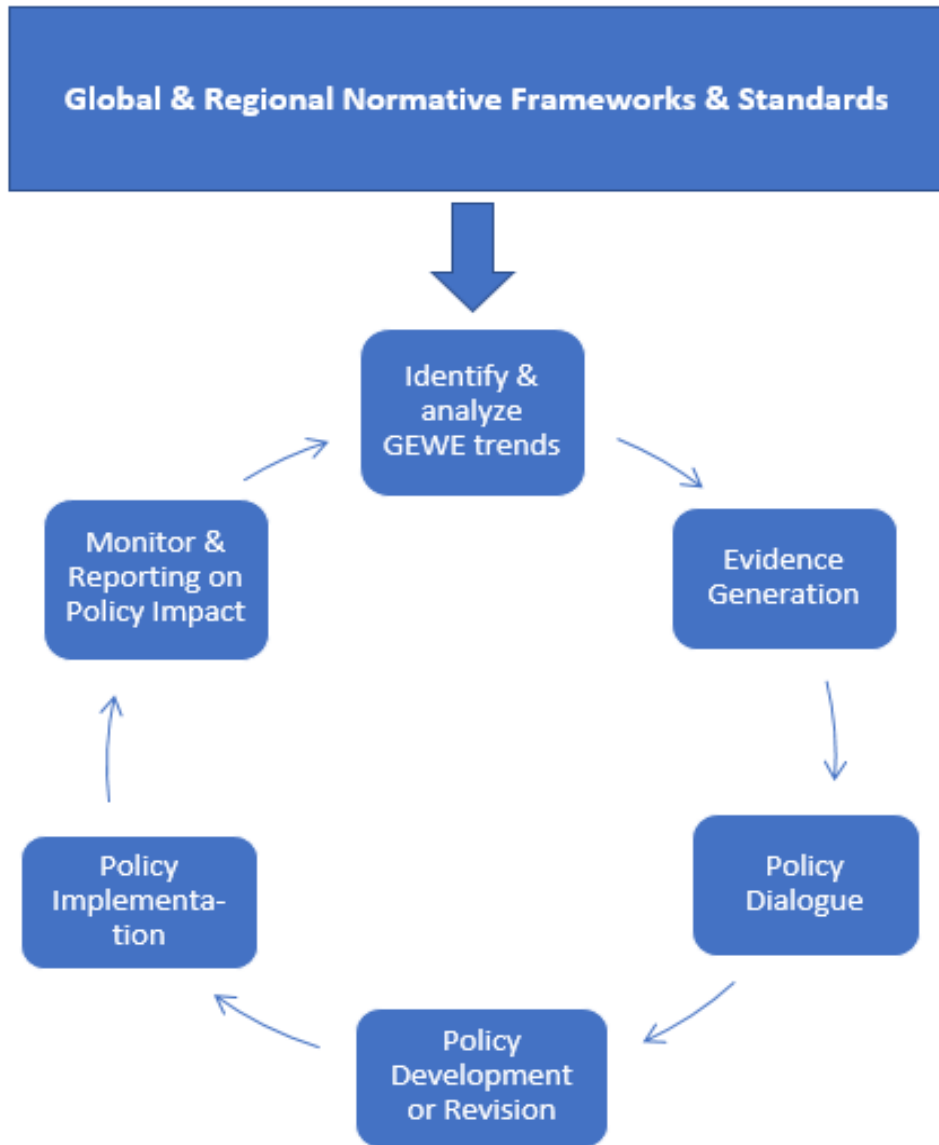 Global & Regional Normative Frameworks & Standards
Identify &
analyze
GEWE trends
Evidence
Generation
Policy
Dialogue
Policy
Development
or Revision
Policy
Implementa-
tion
Monitor &
Reporting on
Policy Impact